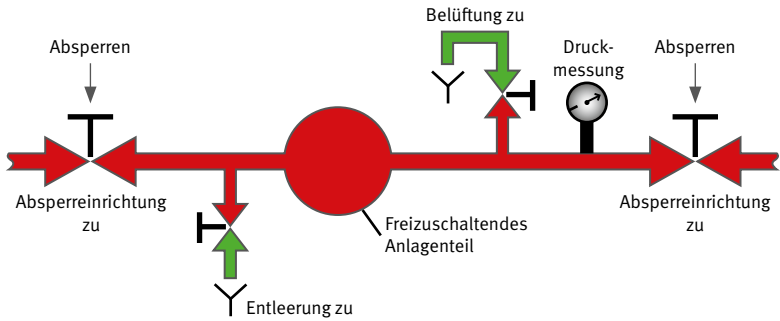 Belüftung zu
Absperren
Druck-
messung
Absperren
Absperreinrichtung
zu
Absperreinrichtung
zu
Freizuschaltendes
Anlagenteil
Entleerung zu